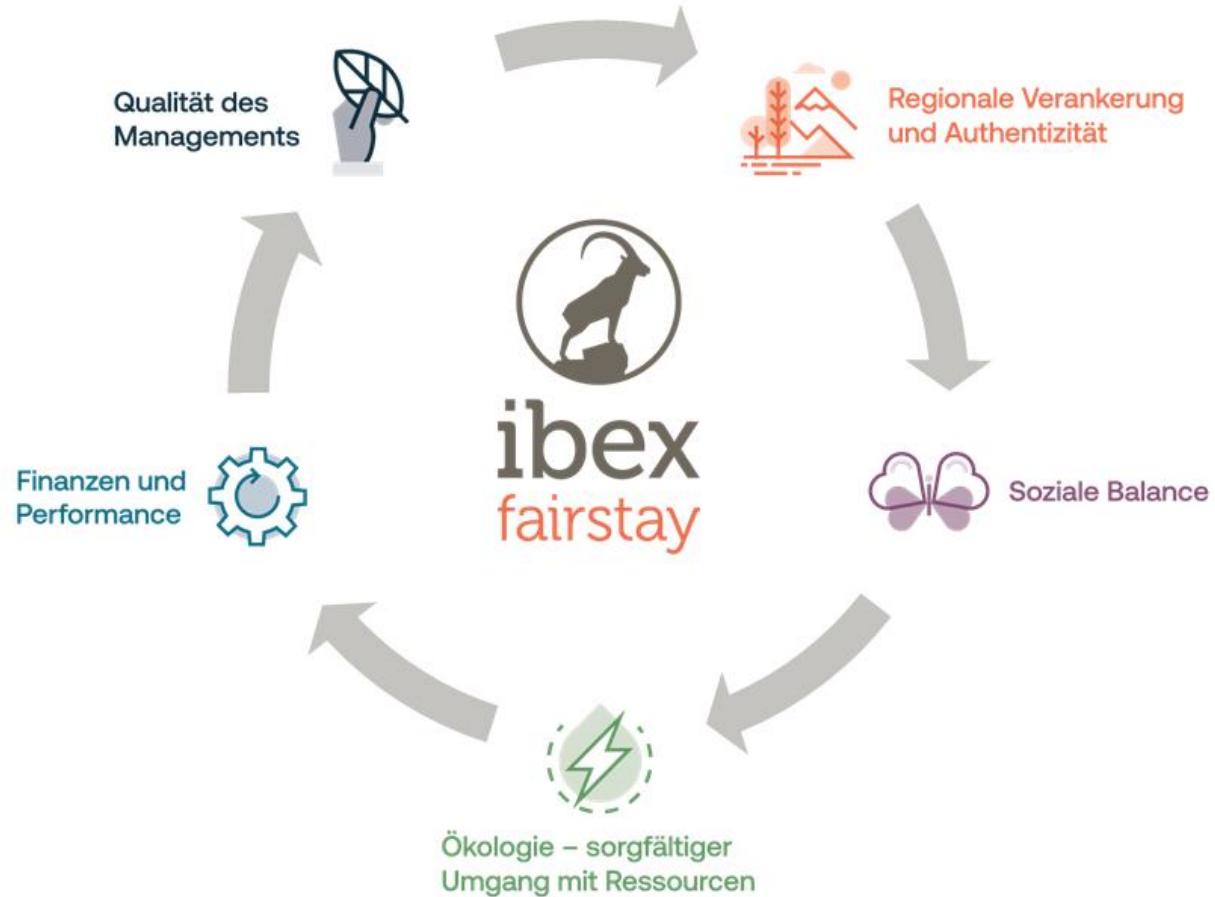 Qualität des
Managements
Regionale Verankerung
und Authentizität
ibex
fairstay
Finanzen und
Performance
Soziale Balance
Ökologie – sorgfältiger
Umgang mit Ressourcen